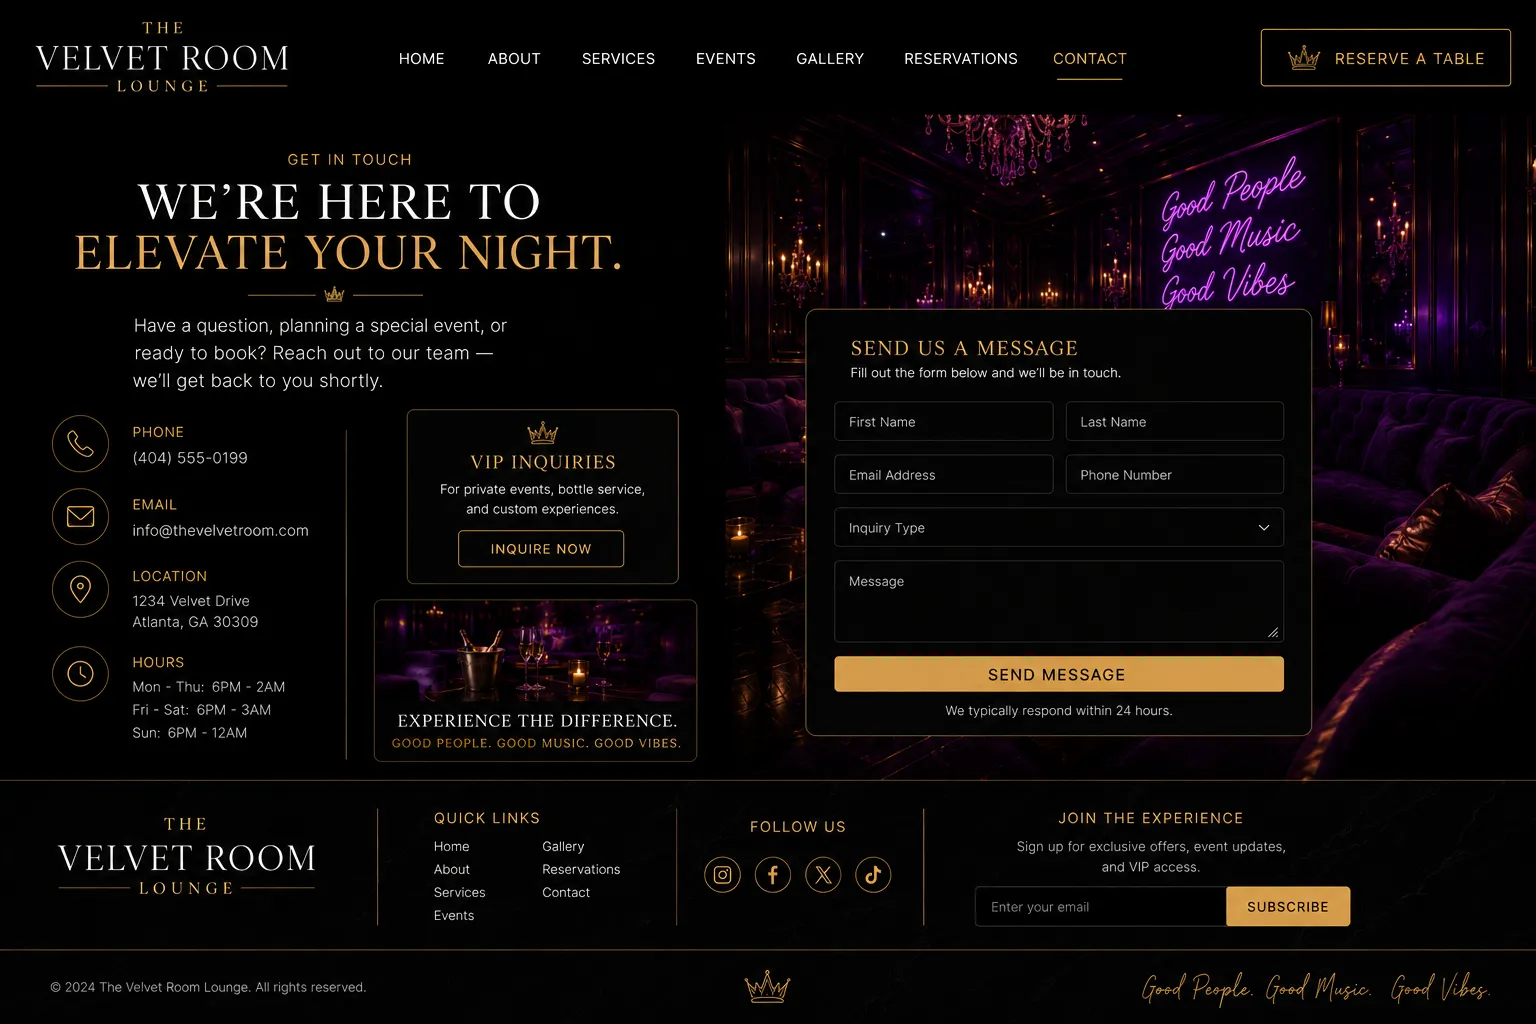 THE
VELVET ROOM
LOUNGE
HOME ABOUT SERVICES EVENTS GALLERY RESERVATIONS CONTACT
RESERVE A TABLE
GET IN TOUCH
WE'RE HERE TO
ELEVATE YOUR NIGHT.
Have a question, planning a special event, or
ready to book? Reach out to our team —
we'll get back to you shortly.
PHONE
(404) 555-0199
EMAIL
info@thevelvetroom.com
LOCATION
1234 Velvet Drive
Atlanta, GA 30309
HOURS
Mon - Thu: 6PM - 2AM
Fri - Sat: 6PM - 3AM
Sun: 6PM - 12AM
VIP INQUIRIES
For private events, bottle service,
and custom experiences.
INQUIRE NOW
EXPERIENCE THE DIFFERENCE.
GOOD PEOPLE. GOOD MUSIC. GOOD VIBES.
Good People
Good Music
Good Vibes
SEND US A MESSAGE
Fill out the form below and we'll be in touch.
First Name
Last Name
Email Address
Phone Number
Inquiry Type
Message
SEND MESSAGE
We typically respond within 24 hours.
THE
VELVET ROOM
LOUNGE
QUICK LINKS
Home
About
Services
Events
Gallery
Reservations
Contact
FOLLOW US
JOIN THE EXPERIENCE
Sign up for exclusive offers, event updates,
and VIP access.
Enter your email
SUBSCRIBE
© 2024 The Velvet Room Lounge. All rights reserved.
Good People. Good Music. Good Vibes.